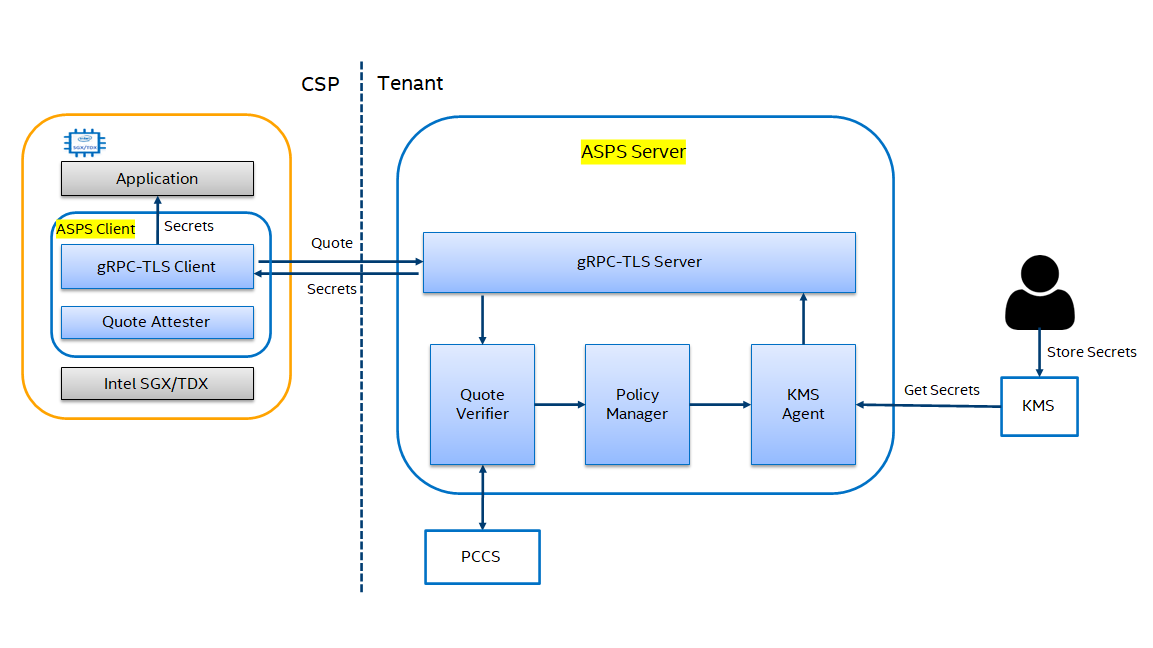 CSP
Tenant
SGX/TDX
Application
ASPS Client
Secrets
gRPC-TLS Client
Quote Attester
Intel SGX/TDX
Quote
Secrets
ASPS Server
gRPC-TLS Server
Quote
Verifier
Policy
Manager
KMS
Agent
PCCS
Get Secrets
Store Secrets
KMS